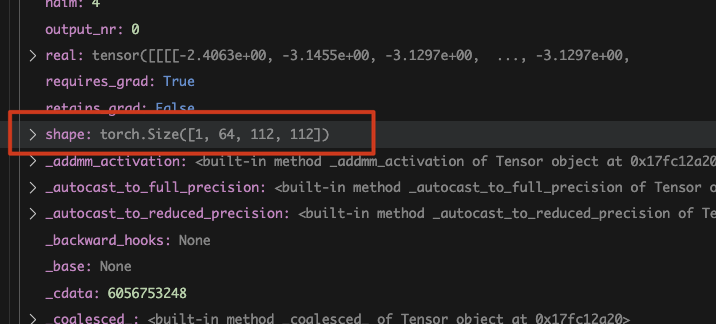 ndim: 4
output_nr: 0
> real: tensor([[[[-2.4063e+00, -3.1455e+00, -3.1297e+00,  ..., -3.1297e+00,
requires_grad: True
retains_grad: False
> shape: torch.Size([1, 64, 112, 112])
> _addmm_activation: <built-in method _addmm_activation of Tensor object at 0x17fc12a20>
> _autocast_to_full_precision: <built-in method _autocast_to_full_precision of Tensor o
> _autocast_to_reduced_precision: <built-in method _autocast_to_reduced_precision of Ten
_backward_hooks: None
_base: None
_cdata: 6056753248
> _coalesced_: <built-in method _coalesced_ of Tensor object at 0x17fc12a20>